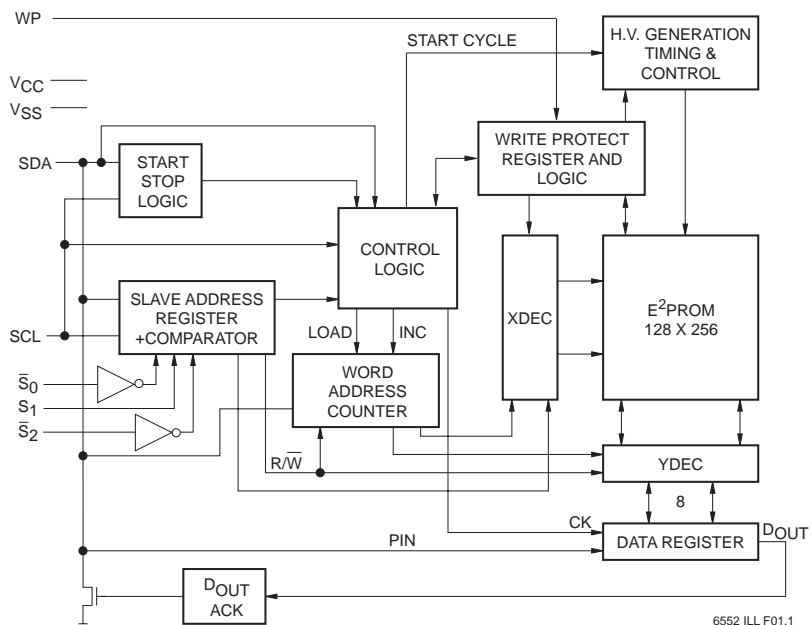 WP
START CYCLE
H.V. GENERATION
TIMING &
CONTROL
VCC
VSS
SDA
START
STOP
LOGIC
WRITE PROTECT
REGISTER AND
LOGIC
CONTROL
LOGIC
SLAVE ADDRESS
REGISTER
+COMPARATOR
XDEC
E²PROM
128 X 256
SCL
LOAD
INC
S̅0
S1
S̅2
WORD
ADDRESS
COUNTER
R/W̅
YDEC
8
CK
PIN
DATA REGISTER
DOUT
DOUT
ACK
6552 ILL F01.1